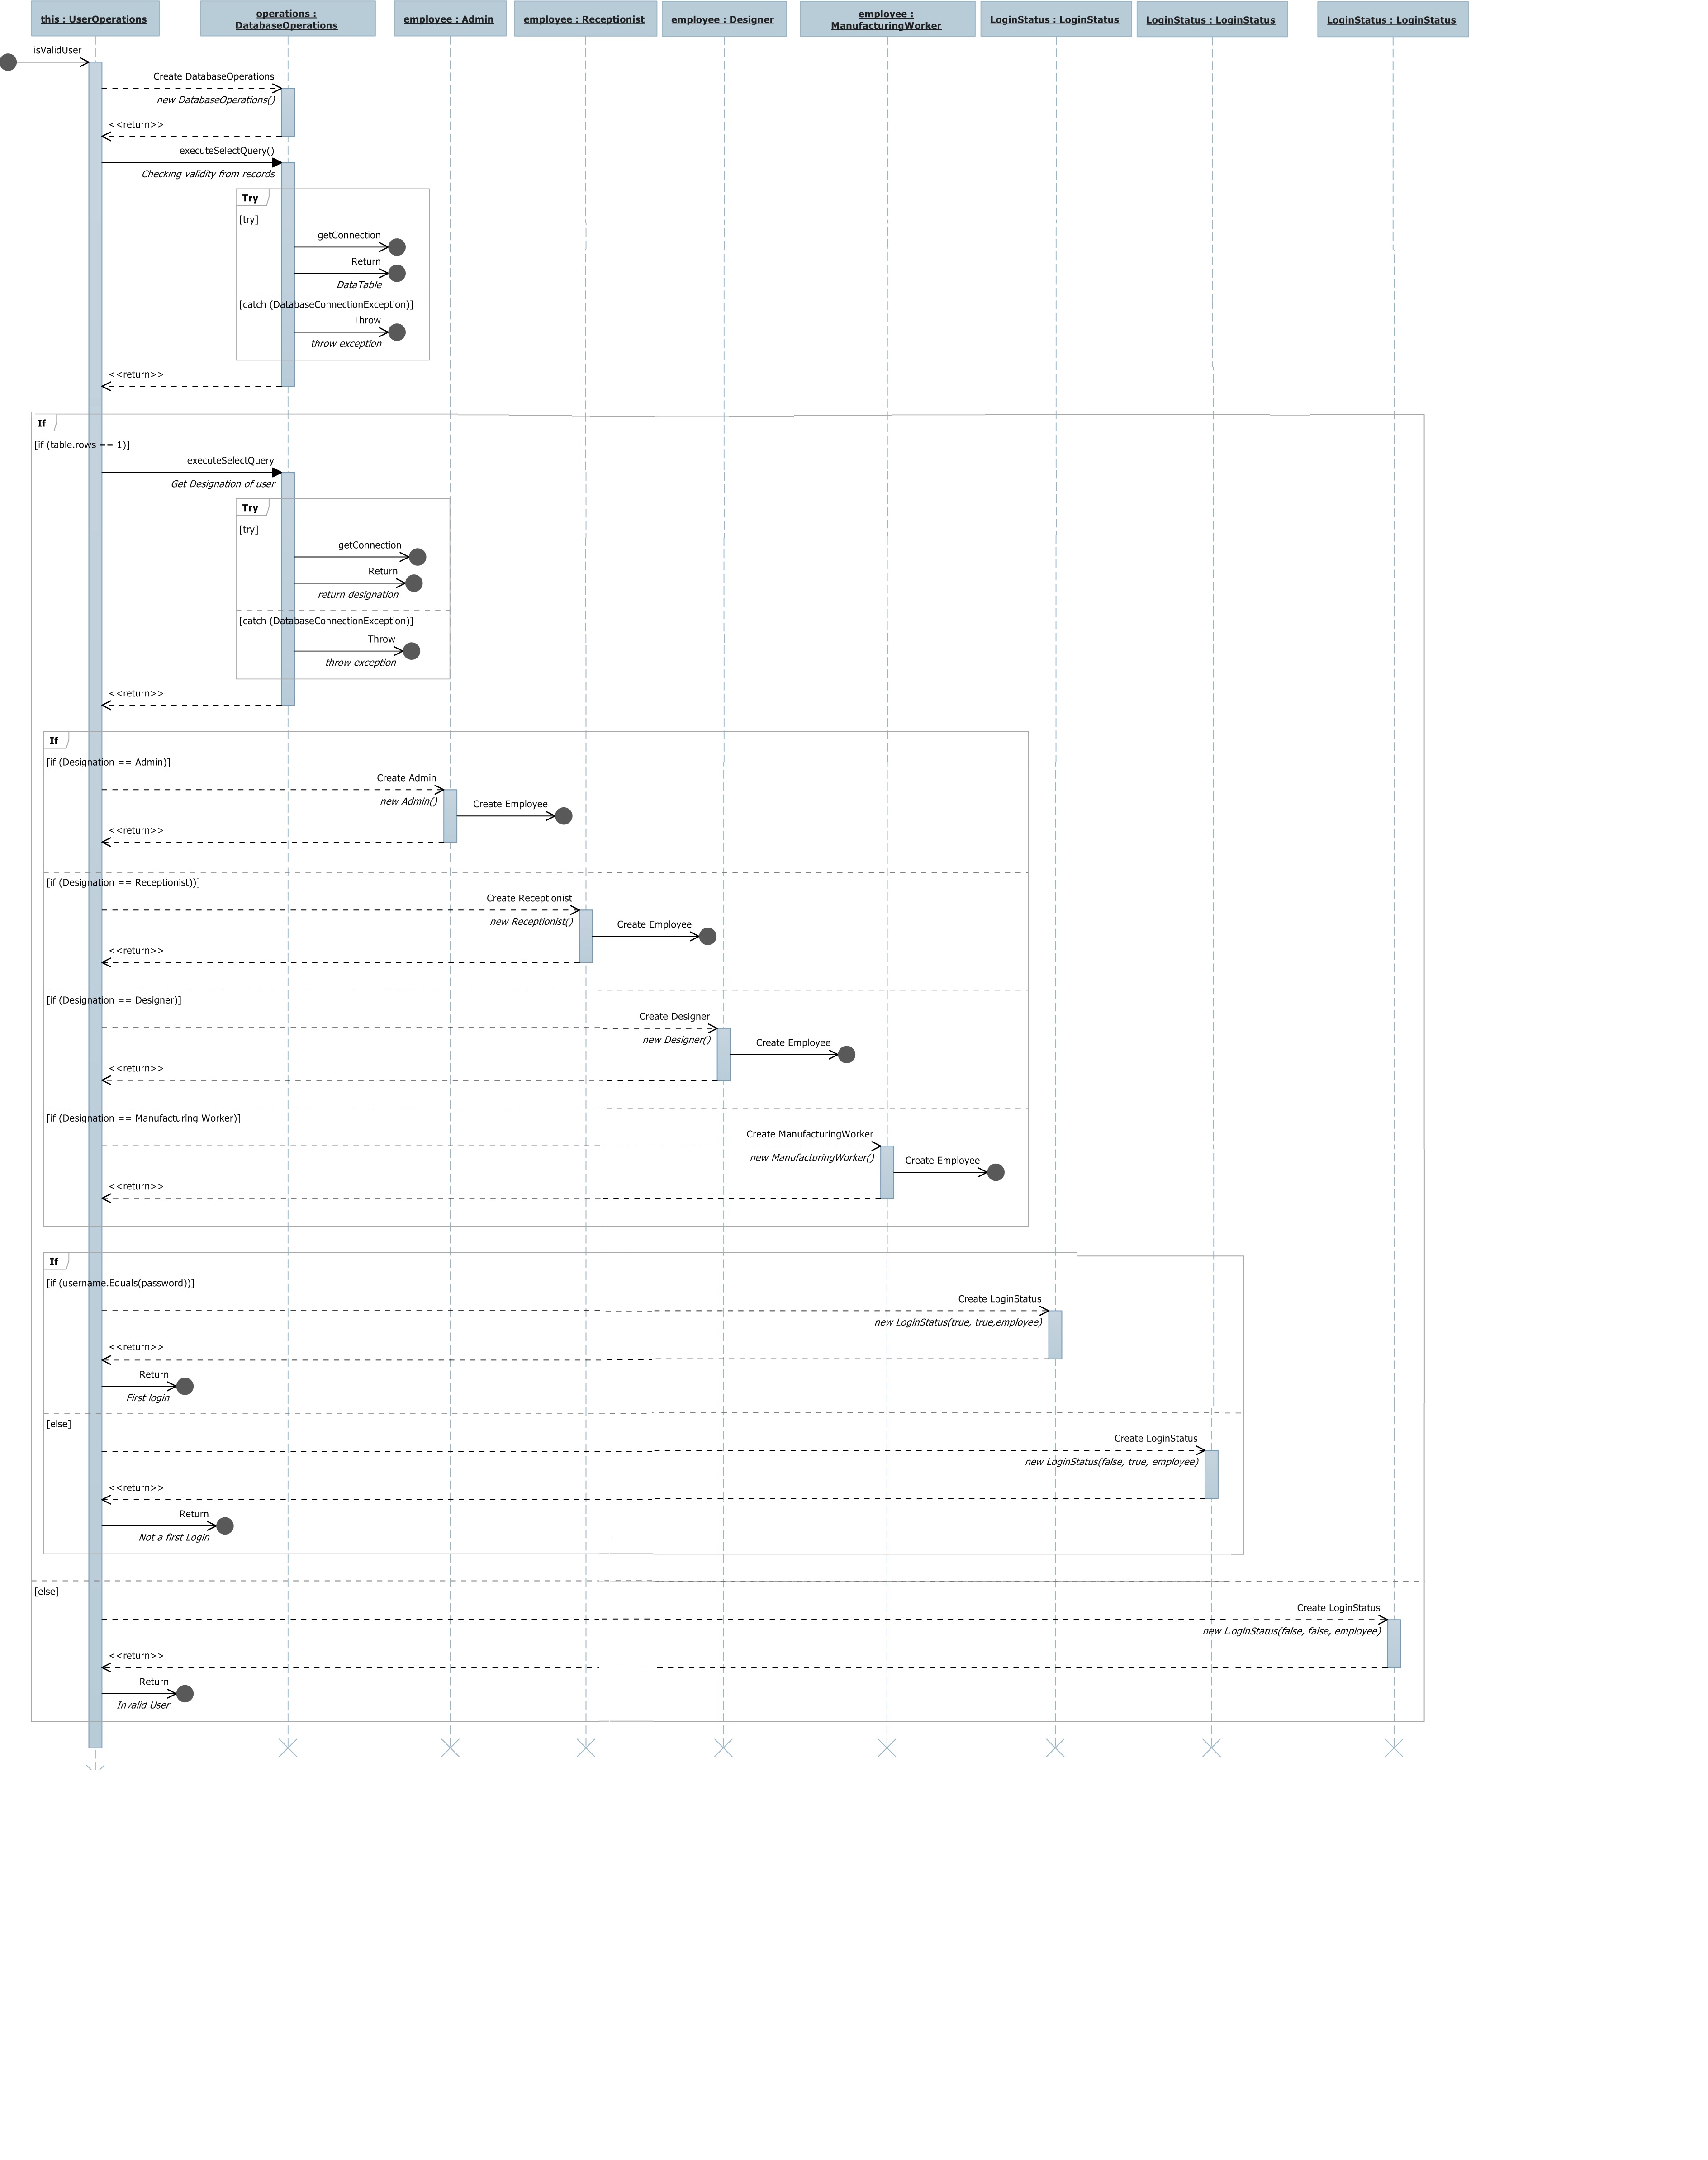 this : UserOperations
operations :
DatabaseOperations
employee : Admin
employee : Receptionist
employee : Designer
employee :
ManufacturingWorker
LoginStatus : LoginStatus
LoginStatus : LoginStatus
LoginStatus : LoginStatus
isValidUser
Create DatabaseOperations
new DatabaseOperations()
<<return>>
executeSelectQuery()
Checking validity from records
Try
[try]
getConnection
Return
DataTable
[catch (DatabaseConnectionException)]
Throw
throw exception
<<return>>
If
[if (table.rows == 1)]
executeSelectQuery
Get Designation of user
Try
[try]
getConnection
Return
return designation
[catch (DatabaseConnectionException)]
Throw
throw exception
<<return>>
If
[if (Designation == Admin)]
Create Admin
new Admin()
Create Employee
<<return>>
[if (Designation == Receptionist))]
Create Receptionist
new Receptionist()
Create Employee
<<return>>
[if (Designation == Designer)]
Create Designer
new Designer()
Create Employee
<<return>>
[if (Designation == Manufacturing Worker)]
Create ManufacturingWorker
new ManufacturingWorker()
Create Employee
<<return>>
If
[if (username.Equals(password))]
Create LoginStatus
new LoginStatus(true, true,employee)
<<return>>
Return
First login
[else]
Create LoginStatus
new LoginStatus(false, true, employee)
<<return>>
Return
Not a first Login
[else]
Create LoginStatus
new LoginStatus(false, false, employee)
<<return>>
Return
Invalid User